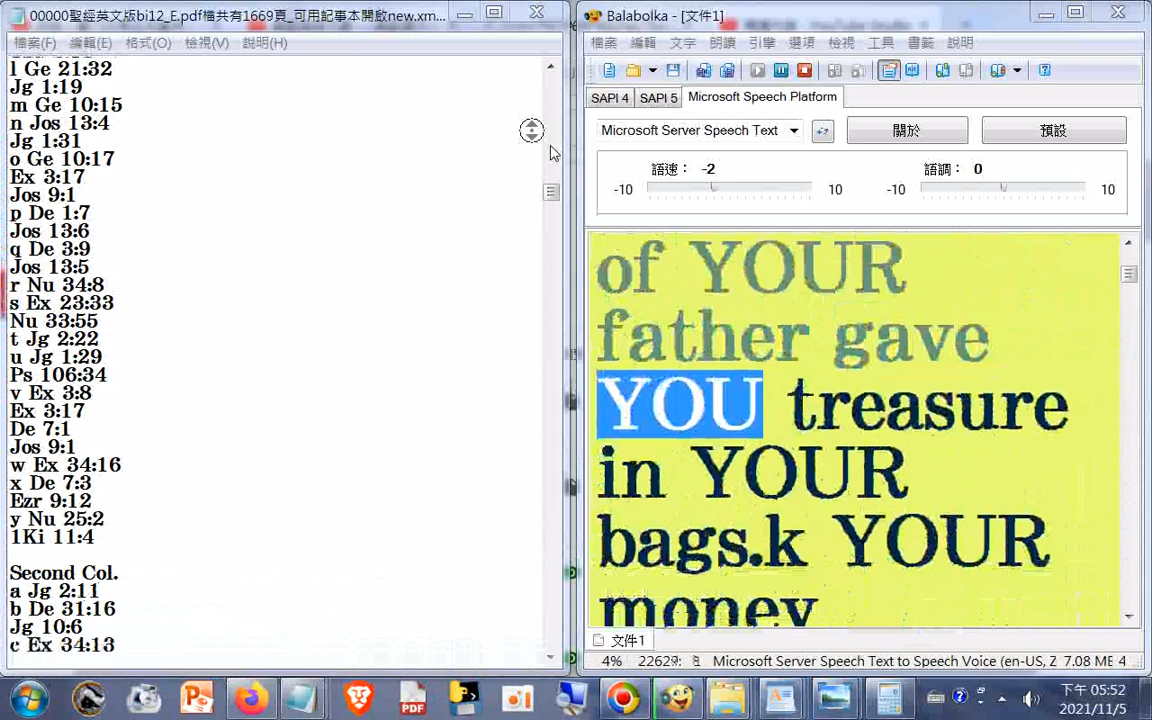 00000聖經英文版bi12_E.pdf檔共有1669頁_可用記事本開啟new.xm...
檔案(F) 編輯(E) 格式(O) 檢視(V) 說明(H)
l Ge 21:32
Jg 1:19
m Ge 10:15
n Jos 13:4
Jg 1:31
o Ge 10:17
Ex 3:17
Jos 9:1
p De 1:7
Jos 13:6
q De 3:9
Jos 13:5
r Nu 34:8
s Ex 23:33
Nu 33:55
t Jg 2:22
u Jg 1:29
Ps 106:34
v Ex 3:8
Ex 3:17
De 7:1
Jos 9:1
w Ex 34:16
x De 7:3
Ezr 9:12
y Nu 25:2
1Ki 11:4
Second Col.
a Jg 2:11
b De 31:16
Jg 10:6
c Ex 34:13
Balabolka - [文件1]
檔案 編輯 文字 朗讀 引擎 選項 檢視 工具 書籤 說明
SAPI 4 SAPI 5 Microsoft Speech Platform
Microsoft Server Speech Text 關於 預設
語速： -2 語調： 0
-10 10 -10 10
of YOUR
father gave
YOU treasure
in YOUR
bags.k YOUR
money
文件1
4% Microsoft Server Speech Text to Speech Voice (en-US, Z 7.08 ME 4
PDF
下午 05:52
2021/11/5